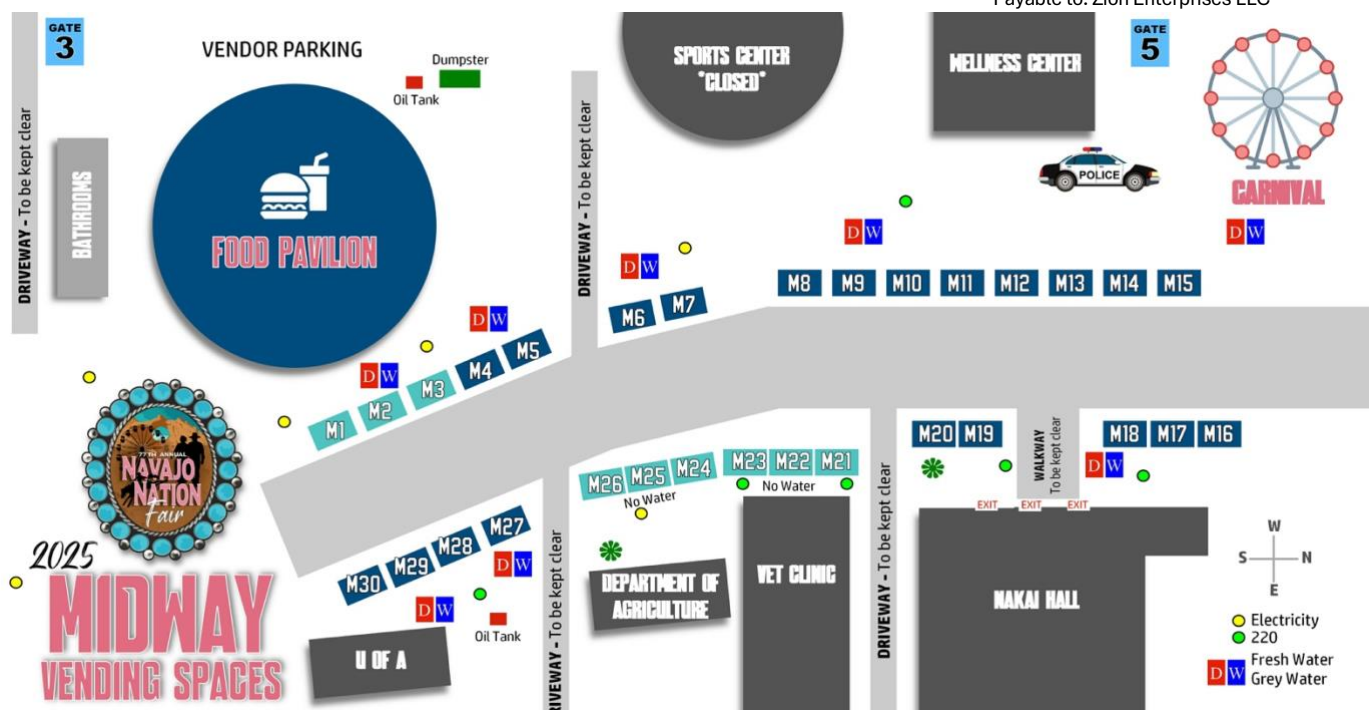 Payable to: Zion Enterprises LLC
GATE
3
VENDOR PARKING
Dumpster
Oil Tank
DRIVEWAY - To be kept clear
BATHROOMS
FOOD PAVILION
DRIVEWAY - To be kept clear
SPORTS CENTER
"CLOSED"
WELLNESS CENTER
GATE
5
POLICE
CARNIVAL
D W
D W
D W
D W
D W
M1
M2
M3
M4
M5
M6
M7
M8
M9
M10
M11
M12
M13
M14
M15
77TH ANNUAL
NAVAJO
NATION
Fair
2025
MIDWAY
VENDING SPACES
M30
M29
M28
M27
D W
D W
Oil Tank
U OF A
DRIVEWAY - To be kept clear
M26
M25
M24
No Water
DEPARTMENT OF
AGRICULTURE
M23
M22
M21
No Water
VET CLINIC
DRIVEWAY - To be kept clear
M20
M19
WALKWAY
To be kept clear
M18
M17
M16
D W
EXIT
EXIT
EXIT
NAKAI HALL
W
S
N
E
Electricity
220
D W
Fresh Water
Grey Water